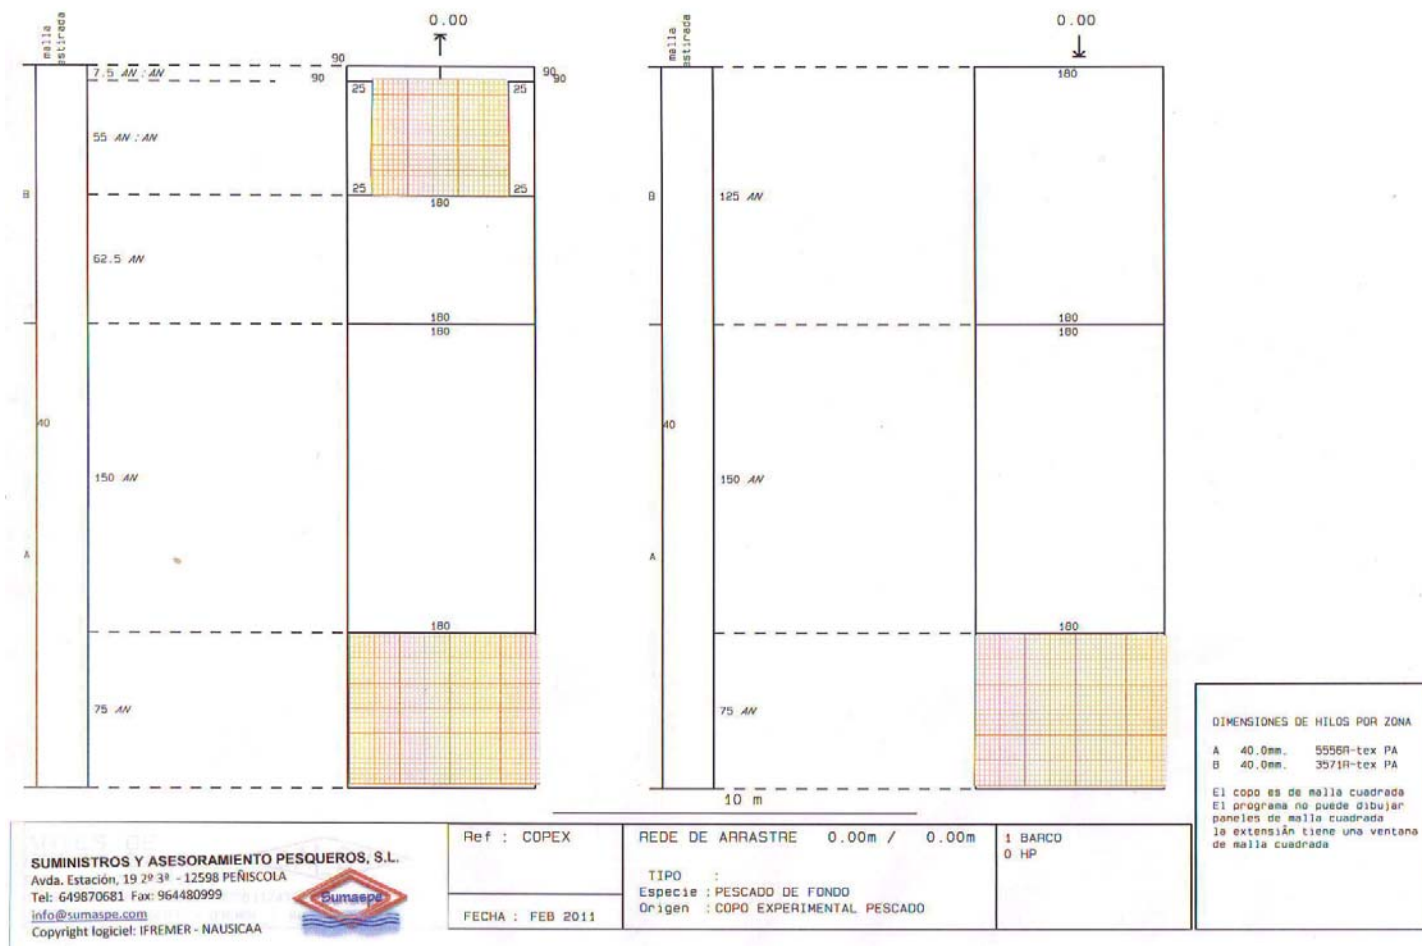 malla
estirada
0.00
90
7.5 AN : AN
90
90
90
25
25
55 AN : AN
B
25
25
180
62.5 AN
180
180
40
150 AN
A
180
75 AN
malla
estirada
0.00
180
B
125 AN
180
180
40
150 AN
A
180
75 AN
10 m
DIMENSIONES DE HILOS POR ZONA
A 40.0mm. 5556R-tex PA
B 40.0mm. 3571R-tex PA
El copo es de malla cuadrada
El programa no puede dibujar
paneles de malla cuadrada
la extensiÂn tiene una ventana
de malla cuadrada
SUMINISTROS Y ASESORAMIENTO PESQUEROS, S.L.
Avda. Estación, 19 2º 3ª - 12598 PEÑISCOLA
Tel: 649870681 Fax: 964480999
info@sumaspe.com
Copyright logiciel: IFREMER - NAUSICAA
Sumaspe
Ref : COPEX
FECHA : FEB 2011
REDE DE ARRASTRE 0.00m / 0.00m
TIPO :
Especie : PESCADO DE FONDO
Origen : COPO EXPERIMENTAL PESCADO
1 BARCO
0 HP